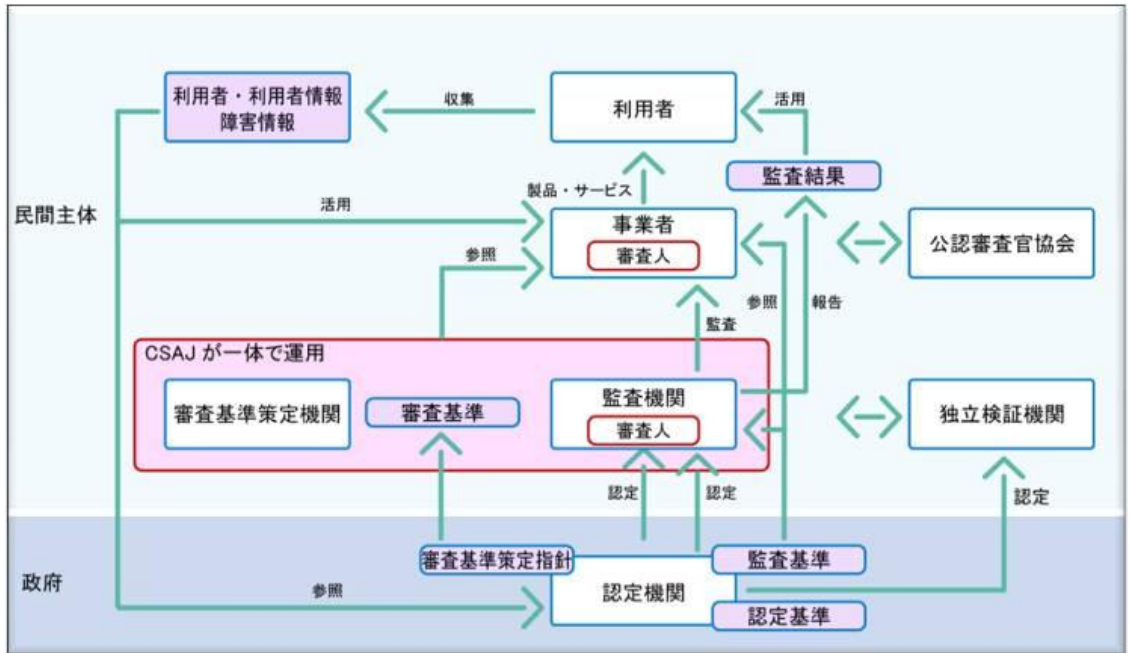 利用者・利用者情報
障害情報
収集
利用者
活用
監査結果
製品・サービス
民間主体
活用
事業者
審査人
公認審査官協会
参照
参照
報告
監査
CSAJ が一体で運用
審査基準策定機関
審査基準
監査機関
審査人
独立検証機関
認定
認定
認定
政府
審査基準策定指針
監査基準
参照
認定機関
認定基準